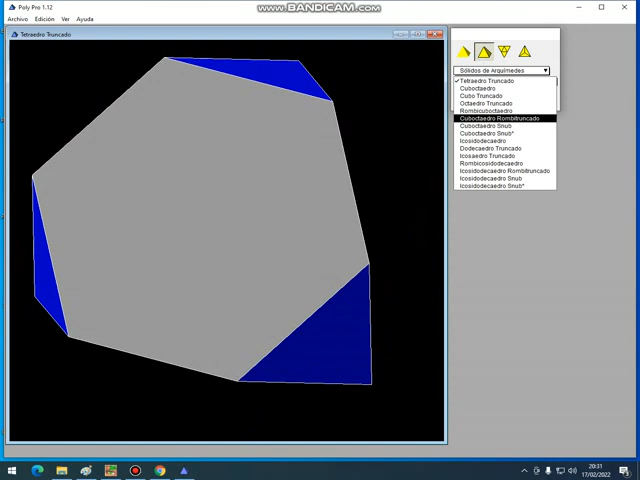 Poly Pro 1.12
WWW.BANDICAM.COM
Archivo Edición Ver Ayuda
Tetraedro Truncado
Sólidos de Arquímedes
Tetraedro Truncado
Cuboctaedro
Cubo Truncado
Octaedro Truncado
Rombicuboctaedro
Cuboctaedro Rombitruncado
Cuboctaedro Snub
Cuboctaedro Snub*
Icosidodecaedro
Dodecaedro Truncado
Icosaedro Truncado
Rombicosidodecaedro
Icosidodecaedro Rombitruncado
Icosidodecaedro Snub
Icosidodecaedro Snub*
20:31
17/02/2022